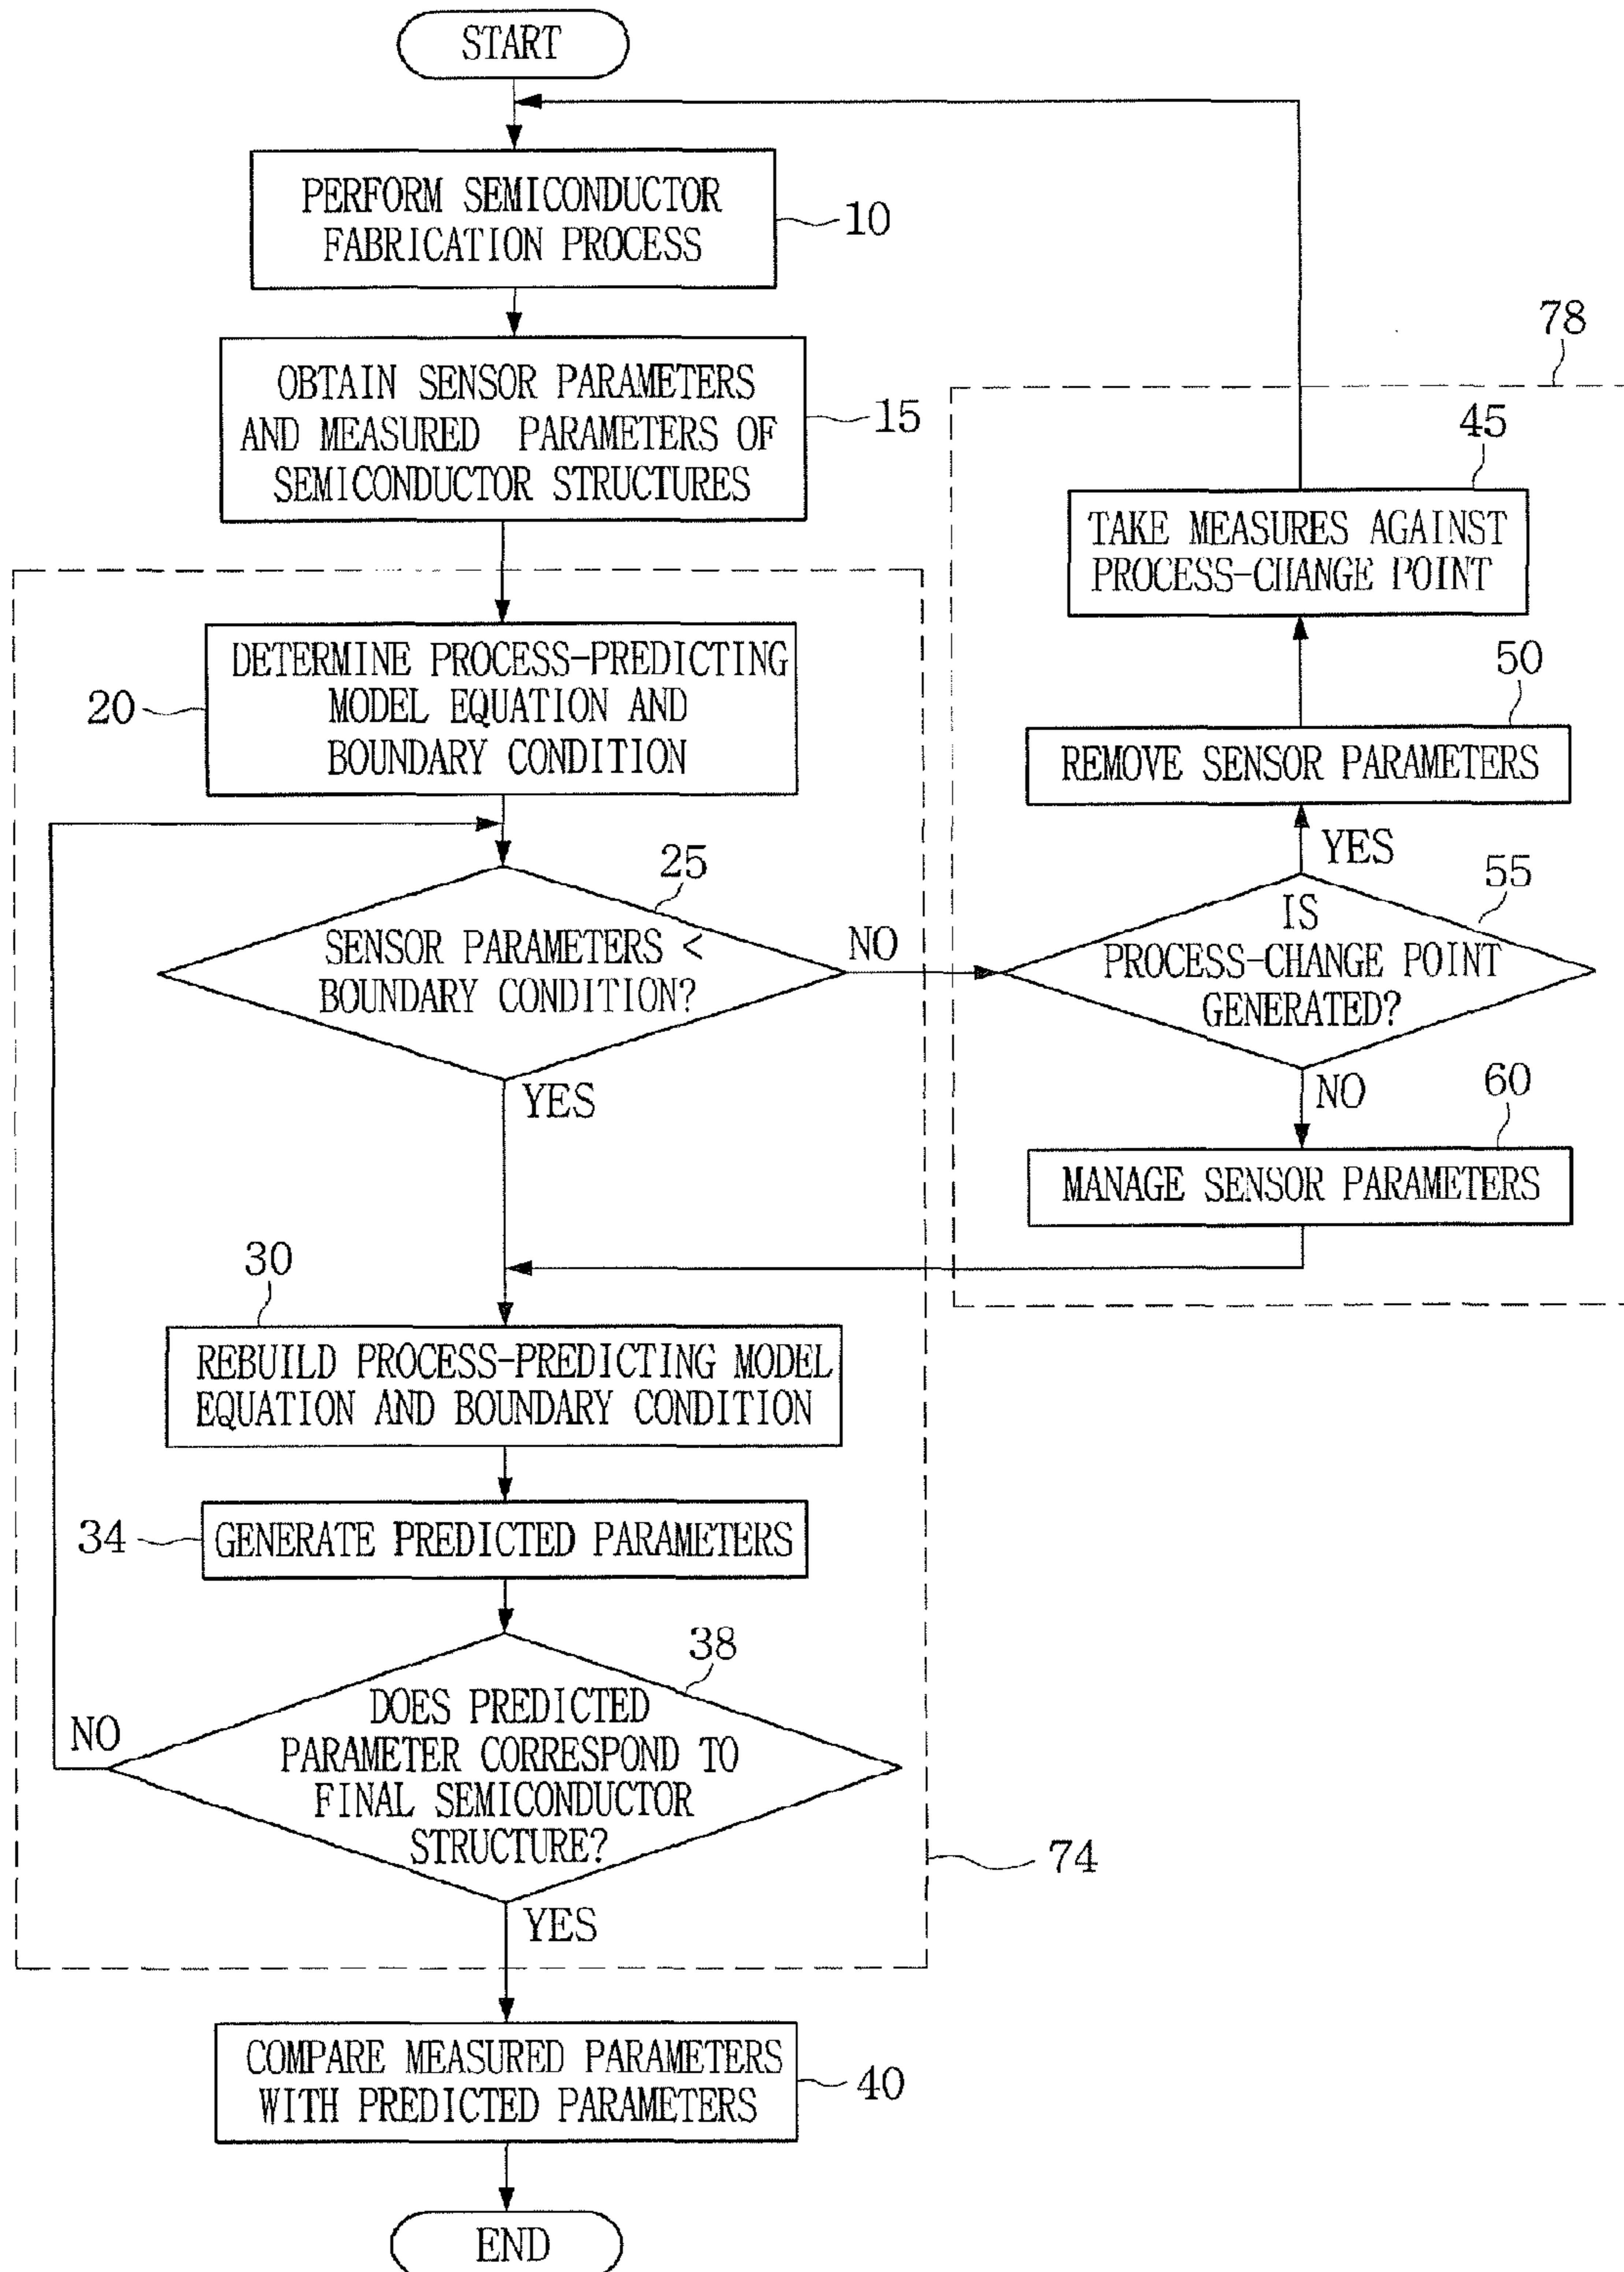 START
PERFORM SEMICONDUCTOR
FABRICATION PROCESS
10
OBTAIN SENSOR PARAMETERS
AND MEASURED PARAMETERS OF
SEMICONDUCTOR STRUCTURES
15
78
45
TAKE MEASURES AGAINST
PROCESS-CHANGE POINT
DETERMINE PROCESS-PREDICTING
MODEL EQUATION AND
BOUNDARY CONDITION
20
50
REMOVE SENSOR PARAMETERS
YES
25
SENSOR PARAMETERS <
BOUNDARY CONDITION?
NO
55
IS
PROCESS-CHANGE POINT
GENERATED?
YES
NO
60
MANAGE SENSOR PARAMETERS
30
REBUILD PROCESS-PREDICTING MODEL
EQUATION AND BOUNDARY CONDITION
34
GENERATE PREDICTED PARAMETERS
38
DOES PREDICTED
PARAMETER CORRESPOND TO
FINAL SEMICONDUCTOR
STRUCTURE?
NO
74
YES
COMPARE MEASURED PARAMETERS
WITH PREDICTED PARAMETERS
40
END